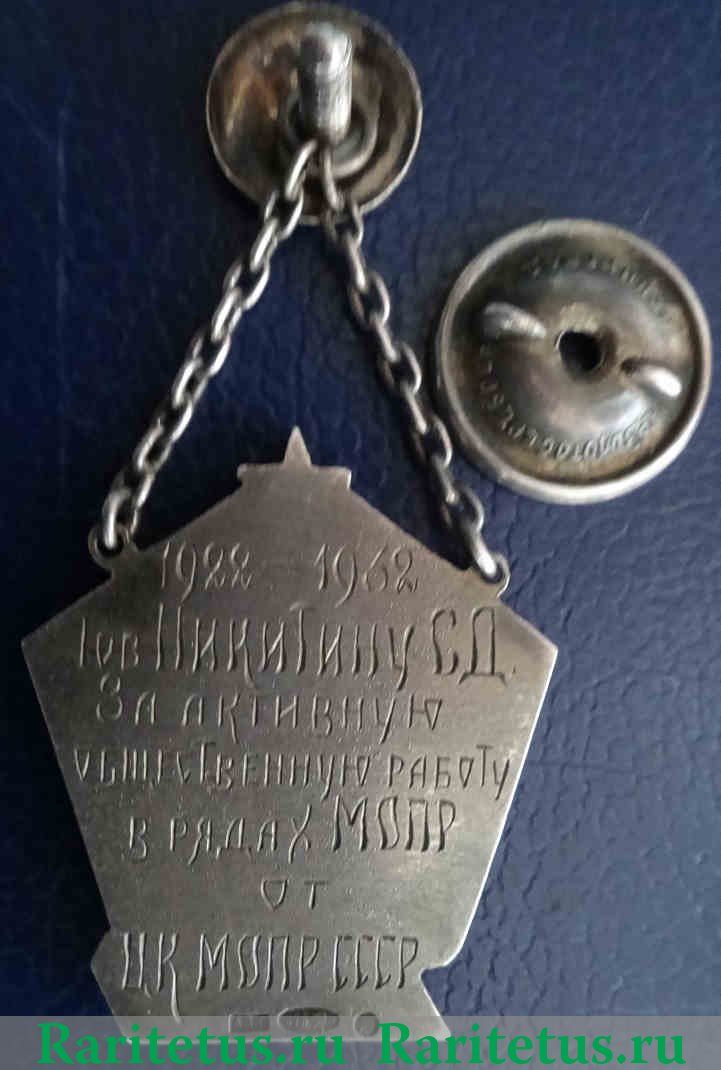 1922 1932
Тов Никитину С.Д.
За активную
общественную работу
в рядах МОПР
от
ЦК МОПР СССР
Raritetus.ru Raritetus.ru